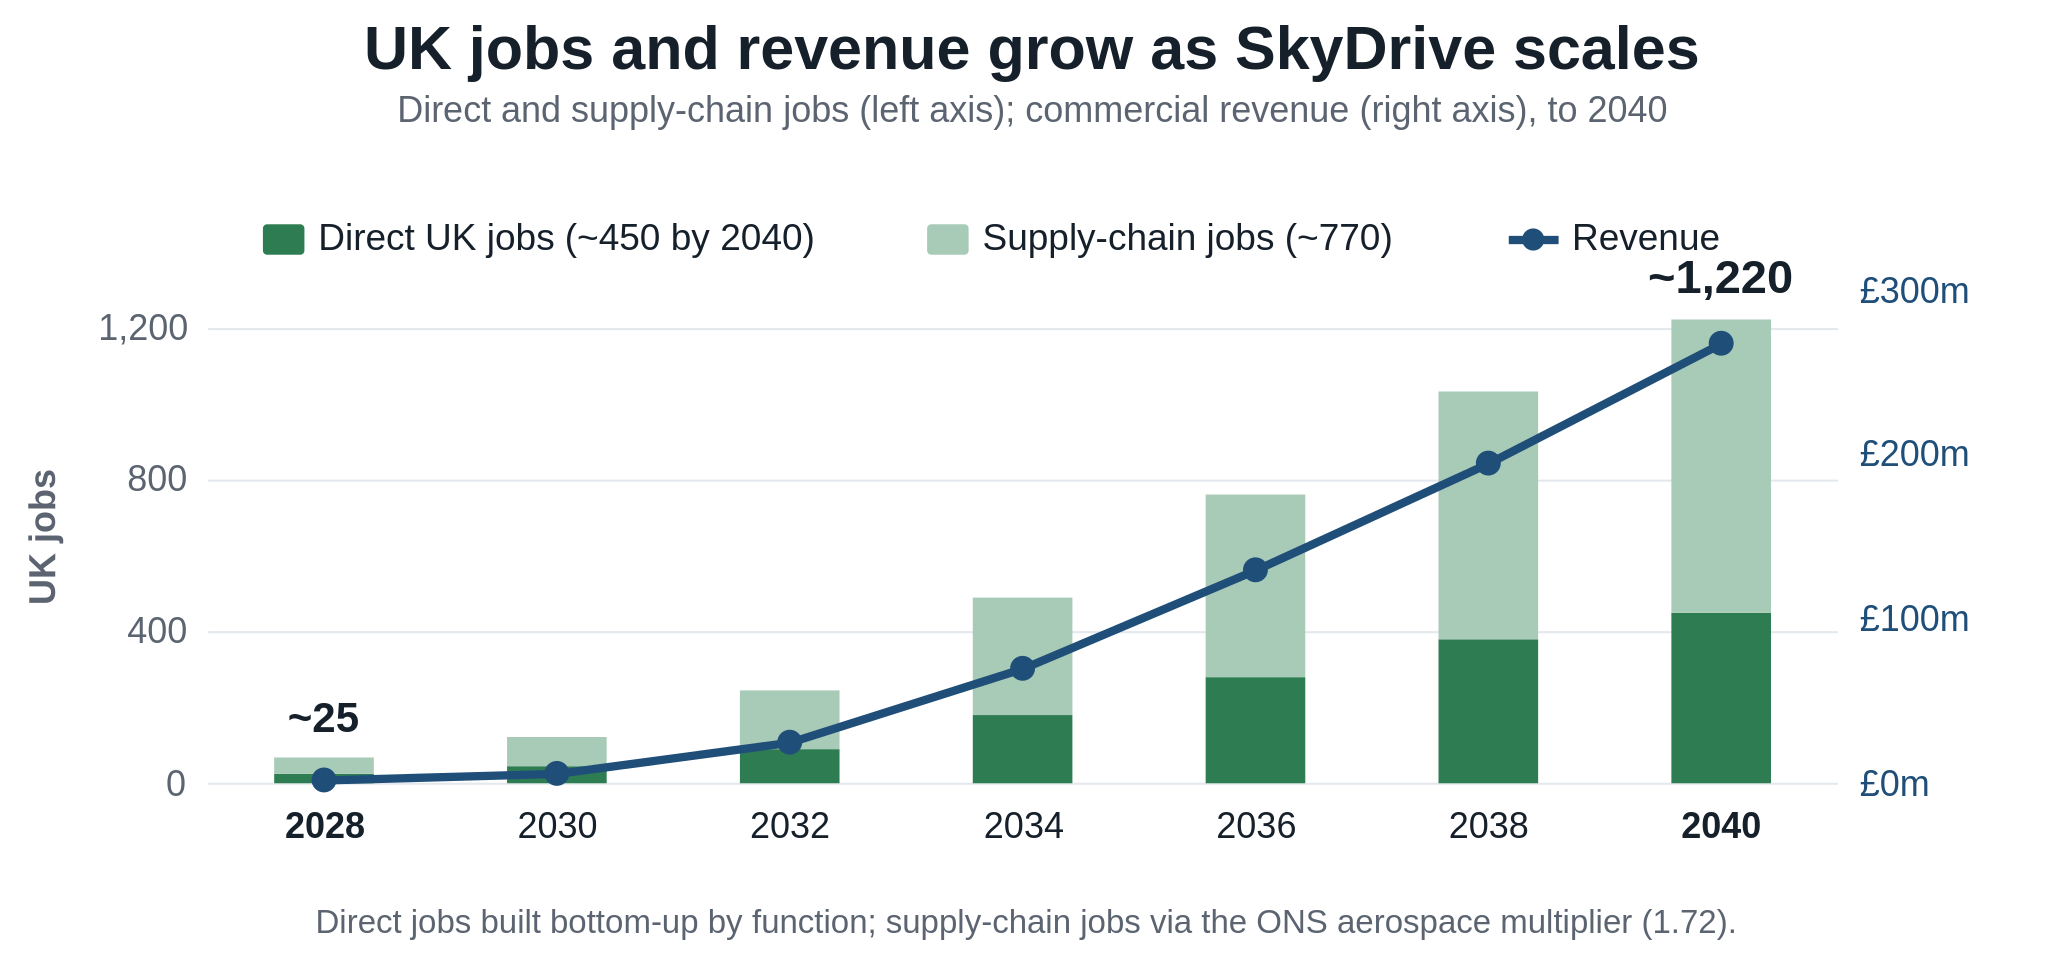 UK jobs and revenue grow as SkyDrive scales
Direct and supply-chain jobs (left axis); commercial revenue (right axis), to 2040
Direct UK jobs (~450 by 2040)
Supply-chain jobs (~770)
Revenue
~1,220
£300m
1,200
£200m
800
UK jobs
£100m
400
~25
0
£0m
2028
2030
2032
2034
2036
2038
2040
Direct jobs built bottom-up by function; supply-chain jobs via the ONS aerospace multiplier (1.72).